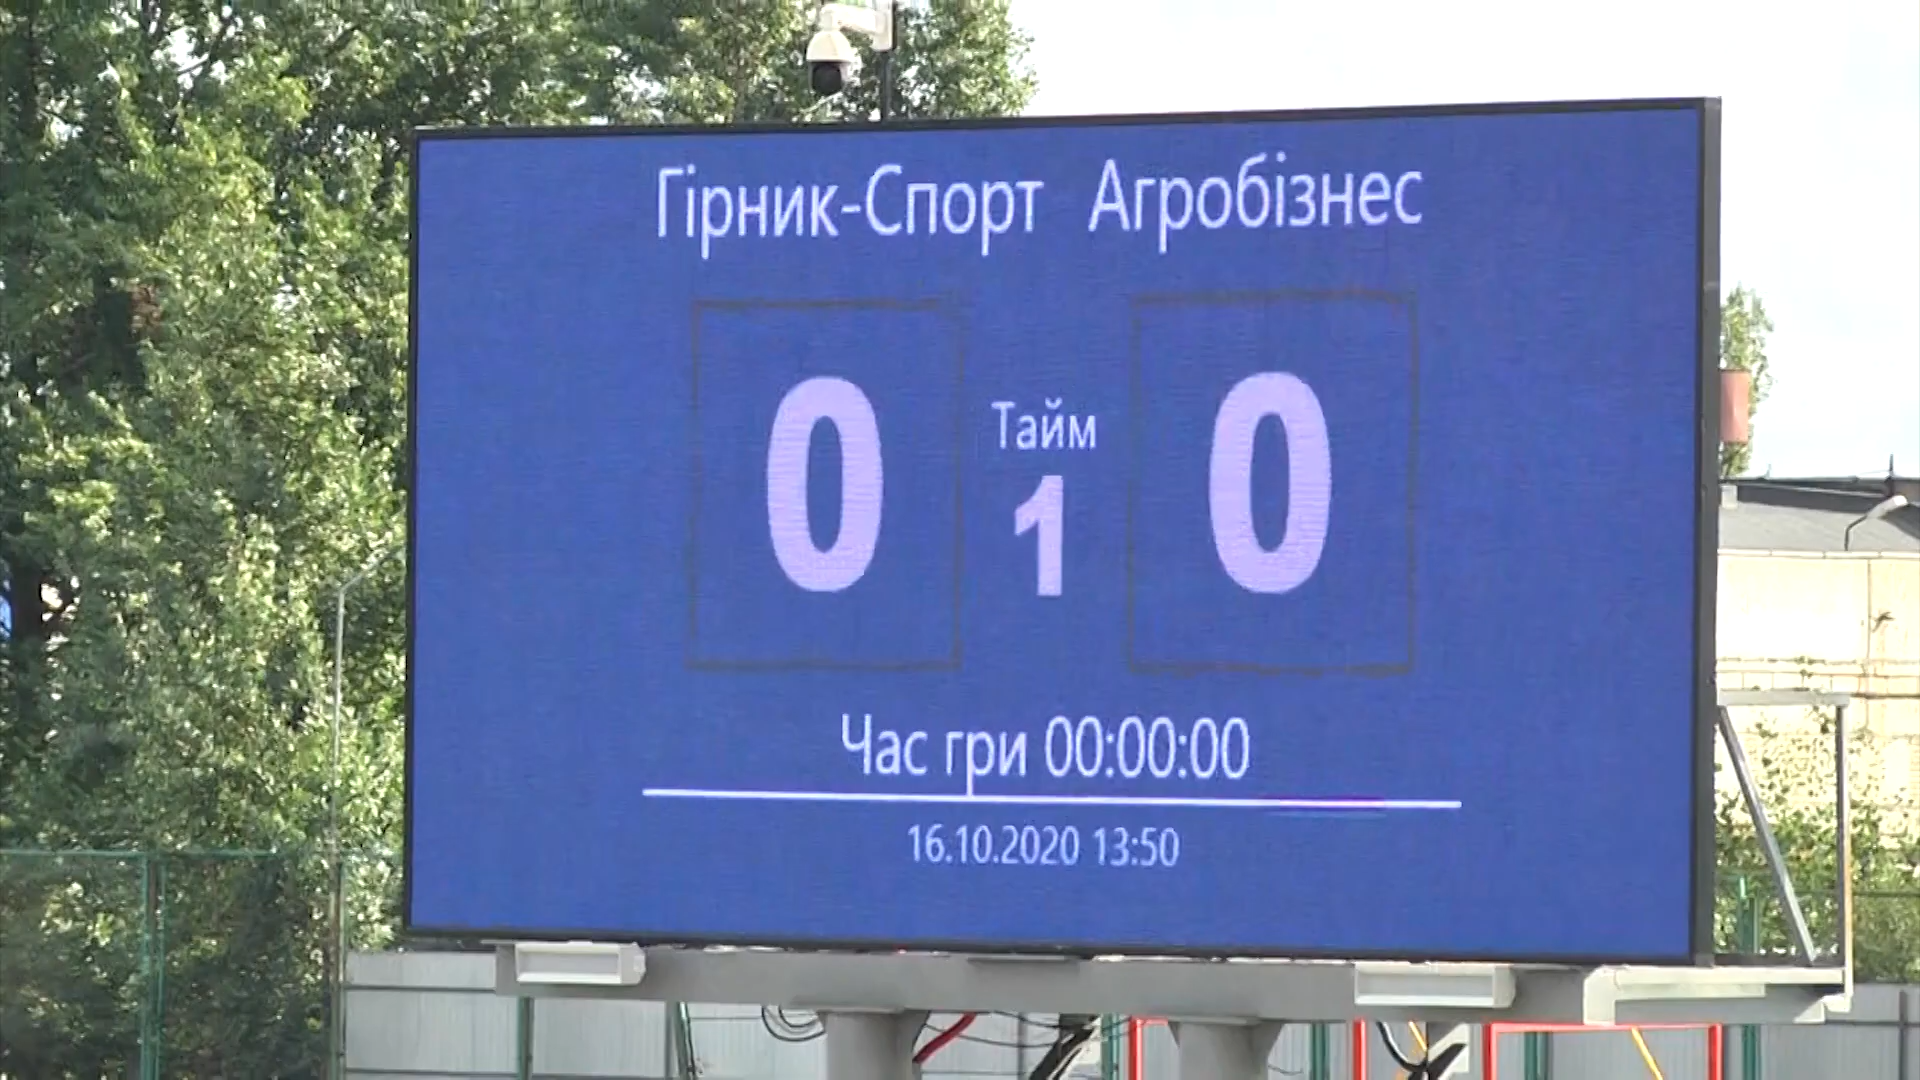 Гірник-Спорт Агробізнес
0 Тайм 0
1
Час гри 00:00:00
16.10.2020 13:50